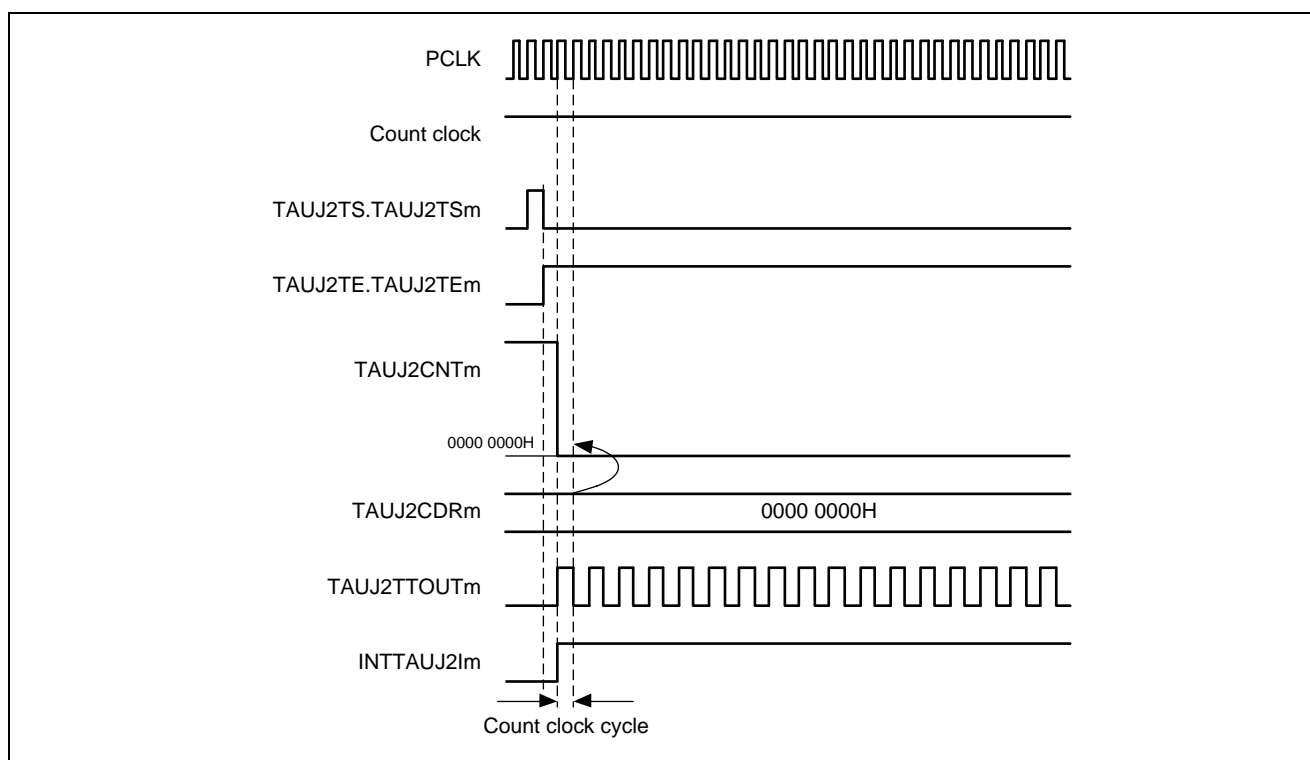 PCLK
Count clock
TAUJ2TS.TAUJ2TSm
TAUJ2TE.TAUJ2TEm
TAUJ2CNTm
0000 0000H
TAUJ2CDRm
0000 0000H
TAUJ2TTOUTm
INTTAUJ2Im
Count clock cycle